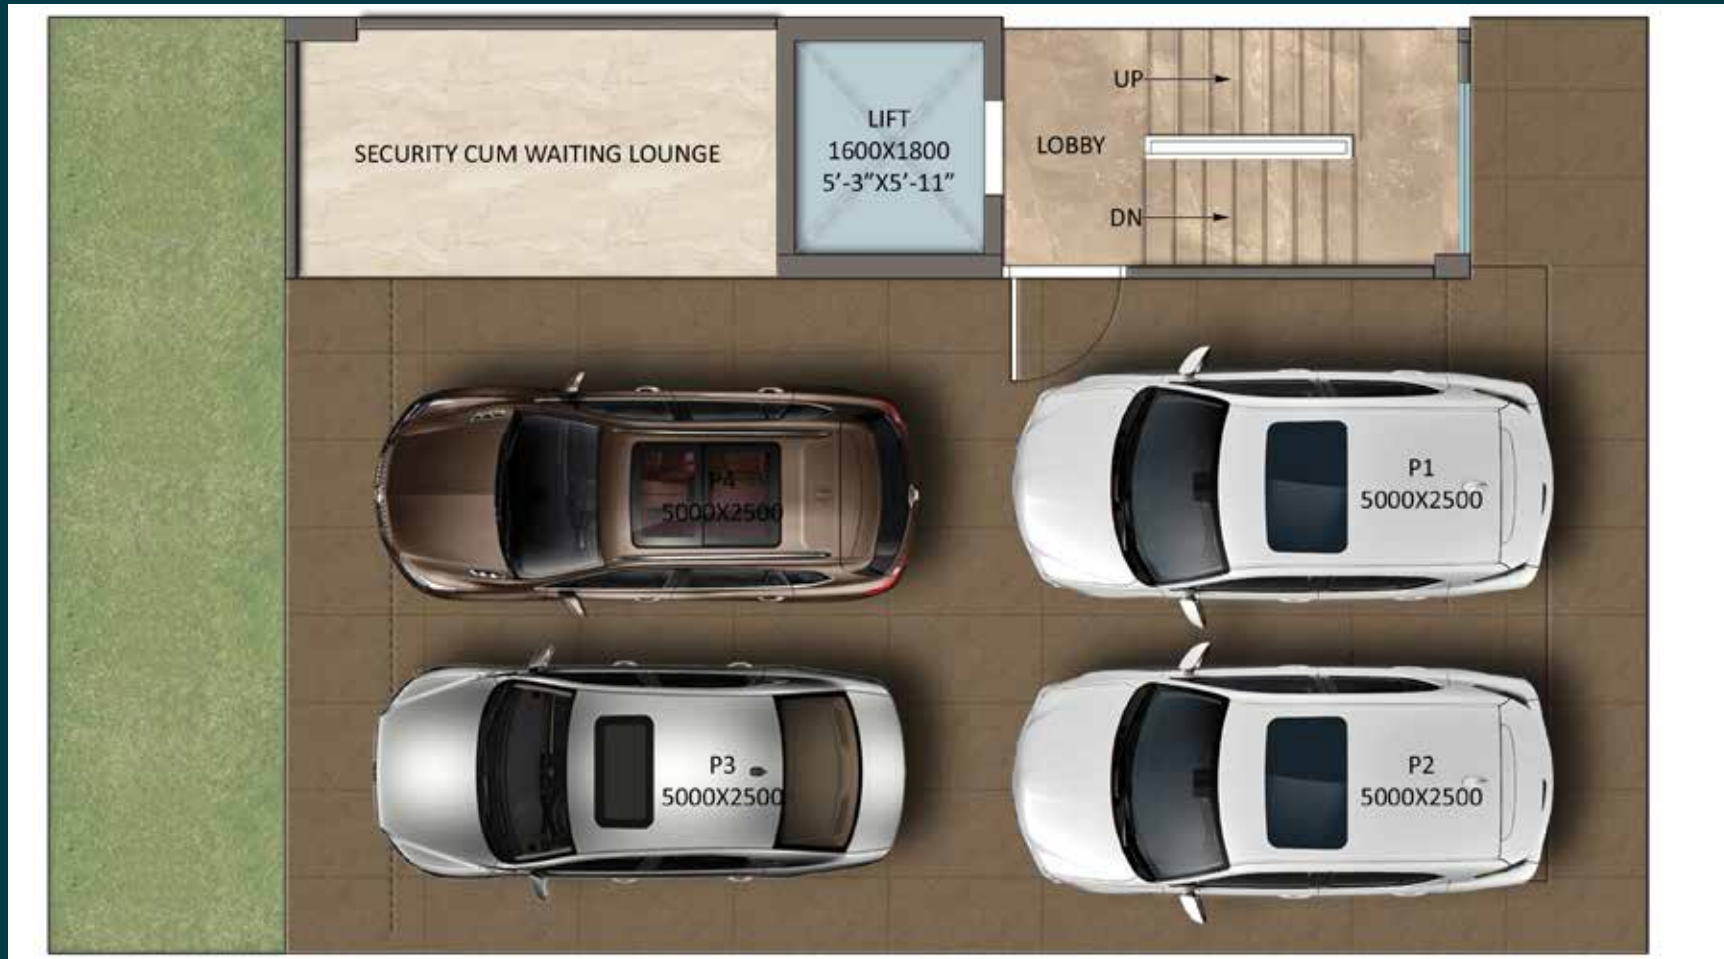 SECURITY CUM WAITING LOUNGE
LIFT
1600X1800
5'-3"X5'-11"
LOBBY
UP
DN
P4
5000X2500
P1
5000X2500
P3
5000X2500
P2
5000X2500